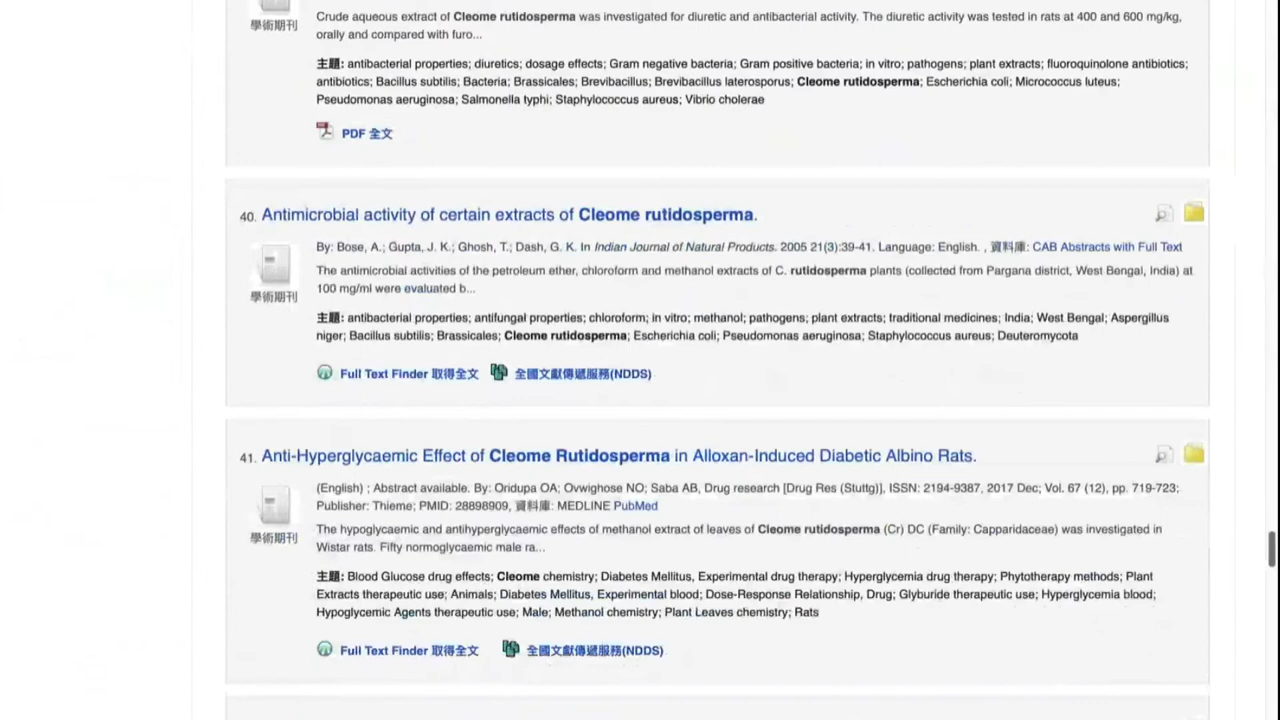 Crude aqueous extract of Cleome rutidosperma was investigated for diuretic and antibacterial activity. The diuretic activity was tested in rats at 400 and 600 mg/kg,
學術期刊
orally and compared with furo...
主題: antibacterial properties; diuretics; dosage effects; Gram negative bacteria; Gram positive bacteria; in vitro; pathogens; plant extracts; fluoroquinolone antibiotics;
antibiotics; Bacillus subtilis; Bacteria; Brassicales; Brevibacillus; Brevibacillus laterosporus; Cleome rutidosperma; Escherichia coli; Micrococcus luteus;
Pseudomonas aeruginosa; Salmonella typhi; Staphylococcus aureus; Vibrio cholerae
PDF 全文
40. Antimicrobial activity of certain extracts of Cleome rutidosperma.
By: Bose, A.; Gupta, J. K.; Ghosh, T.; Dash, G. K. In Indian Journal of Natural Products. 2005 21(3):39-41. Language: English. , 資料庫: CAB Abstracts with Full Text
The antimicrobial activities of the petroleum ether, chloroform and methanol extracts of C. rutidosperma plants (collected from Pargana district, West Bengal, India) at
100 mg/ml were evaluated b...
學術期刊
主題: antibacterial properties; antifungal properties; chloroform; in vitro; methanol; pathogens; plant extracts; traditional medicines; India; West Bengal; Aspergillus
niger; Bacillus subtilis; Brassicales; Cleome rutidosperma; Escherichia coli; Pseudomonas aeruginosa; Staphylococcus aureus; Deuteromycota
Full Text Finder 取得全文 全國文獻傳遞服務(NDDS)
41. Anti-Hyperglycaemic Effect of Cleome Rutidosperma in Alloxan-Induced Diabetic Albino Rats.
(English) ; Abstract available. By: Oridupa OA; Ovwighose NO; Saba AB, Drug research [Drug Res (Stuttg)], ISSN: 2194-9387, 2017 Dec; Vol. 67 (12), pp. 719-723;
Publisher: Thieme; PMID: 28898909, 資料庫: MEDLINE PubMed
The hypoglycaemic and antihyperglycaemic effects of methanol extract of leaves of Cleome rutidosperma (Cr) DC (Family: Capparidaceae) was investigated in
學術期刊
Wistar rats. Fifty normoglycaemic male ra...
主題: Blood Glucose drug effects; Cleome chemistry; Diabetes Mellitus, Experimental drug therapy; Hyperglycemia drug therapy; Phytotherapy methods; Plant
Extracts therapeutic use; Animals; Diabetes Mellitus, Experimental blood; Dose-Response Relationship, Drug; Glyburide therapeutic use; Hyperglycemia blood;
Hypoglycemic Agents therapeutic use; Male; Methanol chemistry; Plant Leaves chemistry; Rats
Full Text Finder 取得全文 全國文獻傳遞服務(NDDS)